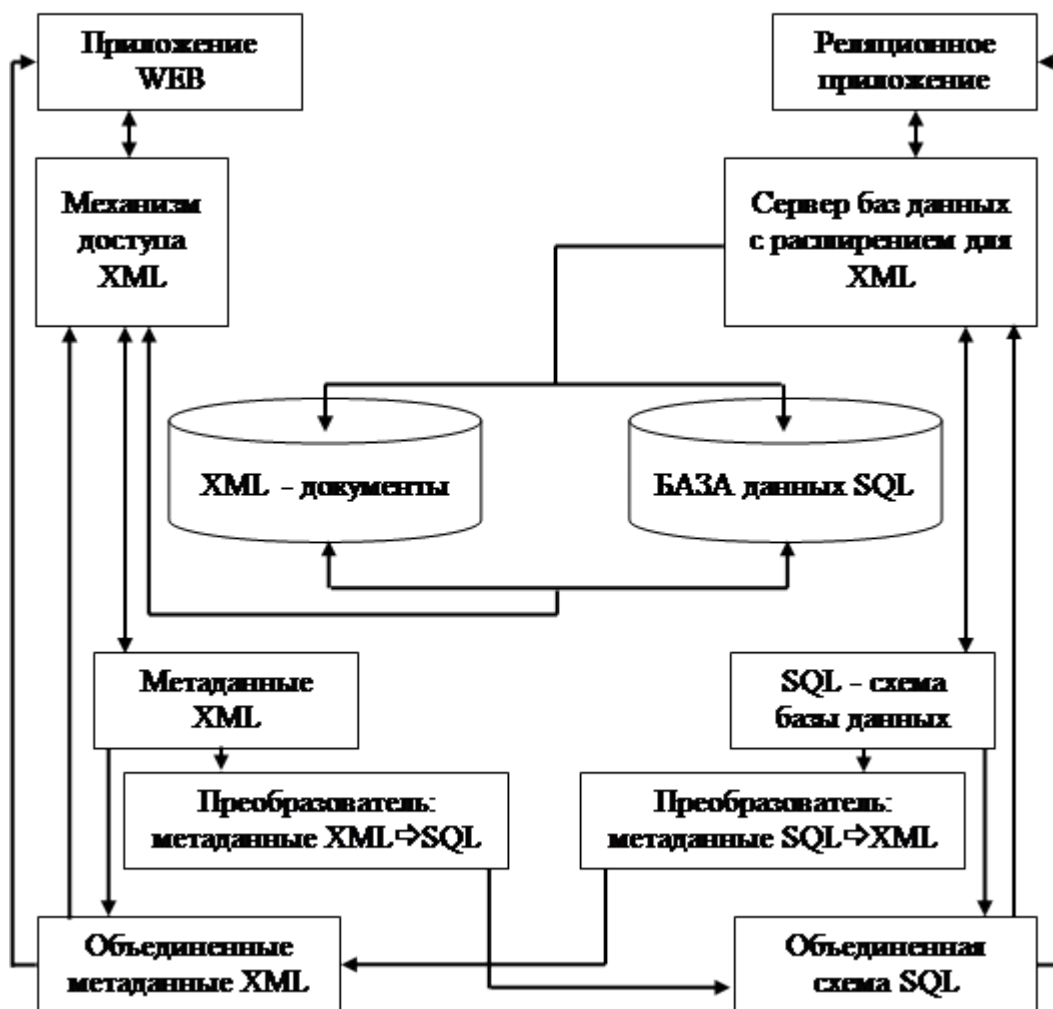 Приложение
WEB
Реляционное
приложение
Механизм
доступа
XML
Сервер баз данных
с расширением для
XML
XML - документы
БАЗА данных SQL
Метаданные
XML
SQL - схема
базы данных
Преобразователь:
метаданные XML⇨SQL
Преобразователь:
метаданные SQL⇨XML
Объединенные
метаданные XML
Объединенная
схема SQL